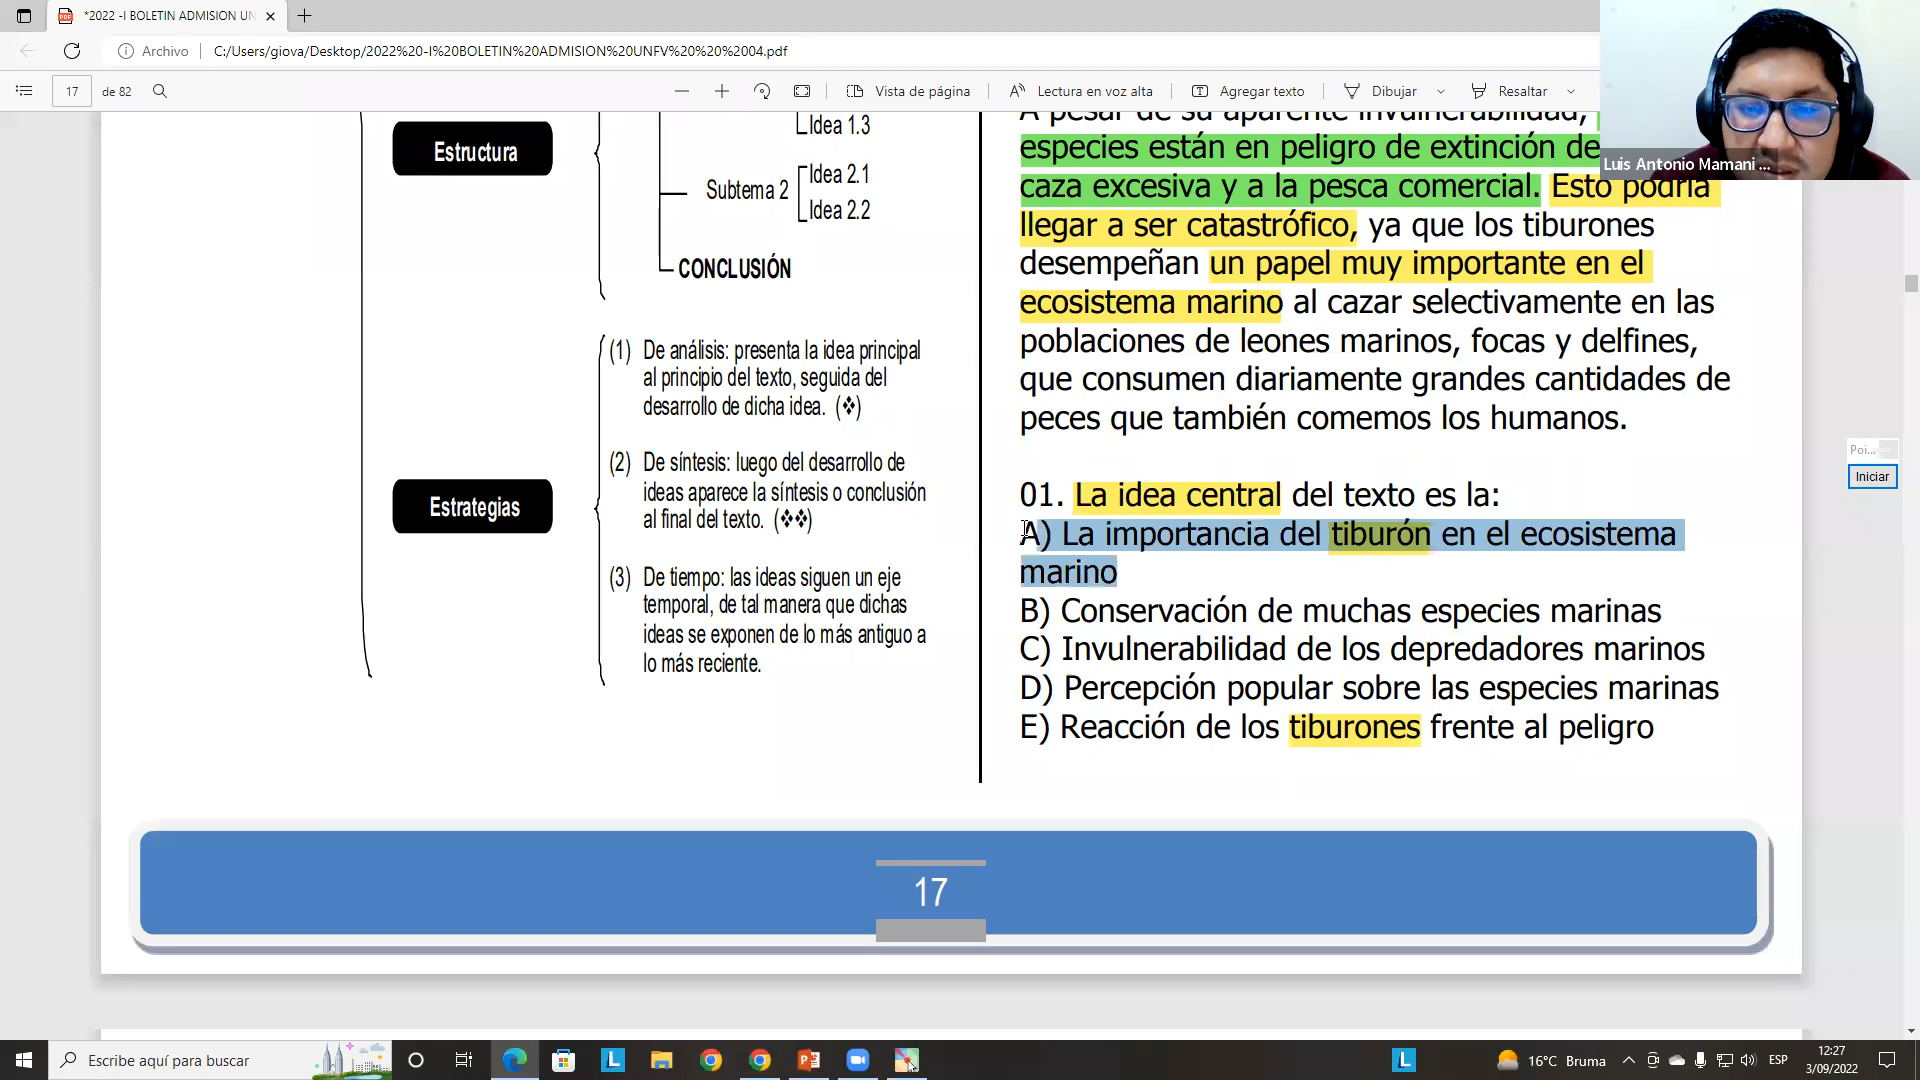 *2022 -I BOLETIN ADMISION UN
Archivo
C:/Users/giova/Desktop/2022%20-I%20BOLETIN%20ADMISION%20UNFV%20%20%2004.pdf
17
de 82
Vista de página
Lectura en voz alta
Agregar texto
Dibujar
Resaltar
Luis Antonio Mamani ...
Idea 1.3
Estructura
Subtema 2
Idea 2.1
Idea 2.2
CONCLUSIÓN
Estrategias
(1) De análisis: presenta la idea principal
al principio del texto, seguida del
desarrollo de dicha idea. (❖)
(2) De síntesis: luego del desarrollo de
ideas aparece la síntesis o conclusión
al final del texto. (❖❖)
(3) De tiempo: las ideas siguen un eje
temporal, de tal manera que dichas
ideas se exponen de lo más antiguo a
lo más reciente.
A pesar de su aparente invulnerabilidad,
especies están en peligro de extinción de
caza excesiva y a la pesca comercial. Esto podría
llegar a ser catastrófico, ya que los tiburones
desempeñan un papel muy importante en el
ecosistema marino al cazar selectivamente en las
poblaciones de leones marinos, focas y delfines,
que consumen diariamente grandes cantidades de
peces que también comemos los humanos.
01. La idea central del texto es la:
A) La importancia del tiburón en el ecosistema
marino
B) Conservación de muchas especies marinas
C) Invulnerabilidad de los depredadores marinos
D) Percepción popular sobre las especies marinas
E) Reacción de los tiburones frente al peligro
Poi...
Iniciar
17
Escribe aquí para buscar
16°C Bruma
ESP
12:27
3/09/2022